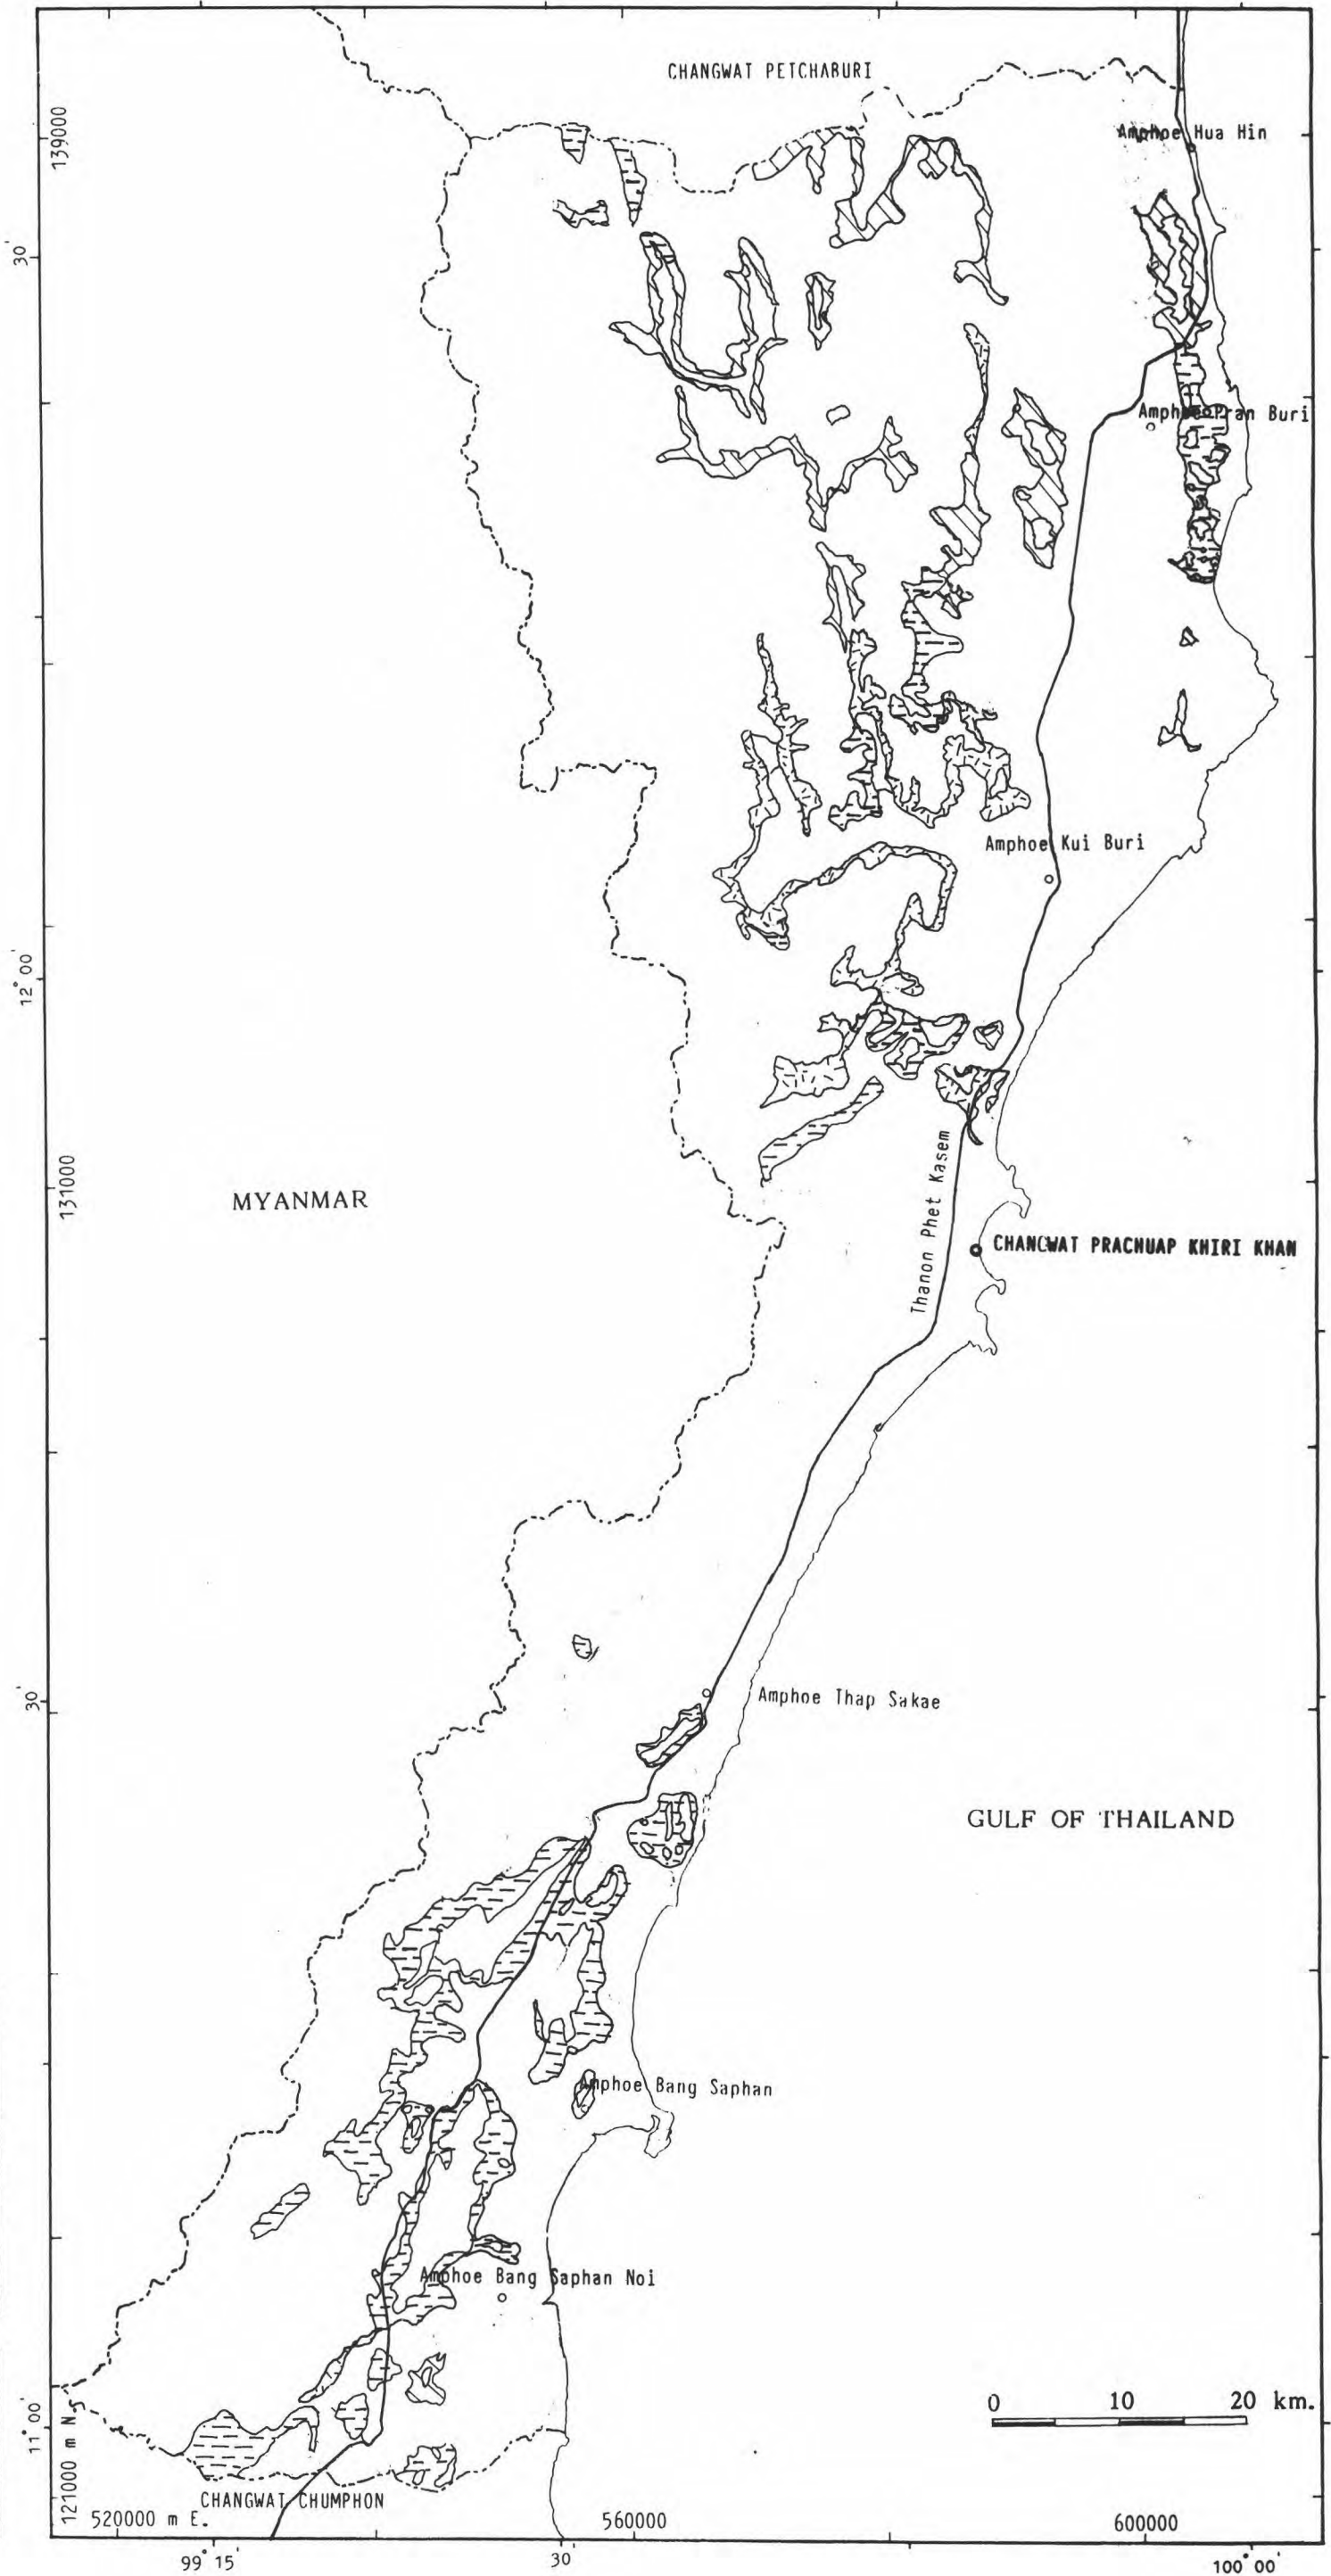 CHANGWAT PETCHABURI
139000
Amphoe Hua Hin
30'
Amphoe Pran Buri
Amphoe Kui Buri
12° 00'
131000
MYANMAR
Thanon Phet Kasem
CHANGWAT PRACHUAP KHIRI KHAN
30'
Amphoe Thap Sakae
GULF OF THAILAND
Amphoe Bang Saphan
Amphoe Bang Saphan Noi
0 10 20 km.
11° 00'
121000 m N
CHANGWAT CHUMPHON
520000 m E.
560000
600000
99° 15'
30'
100° 00'